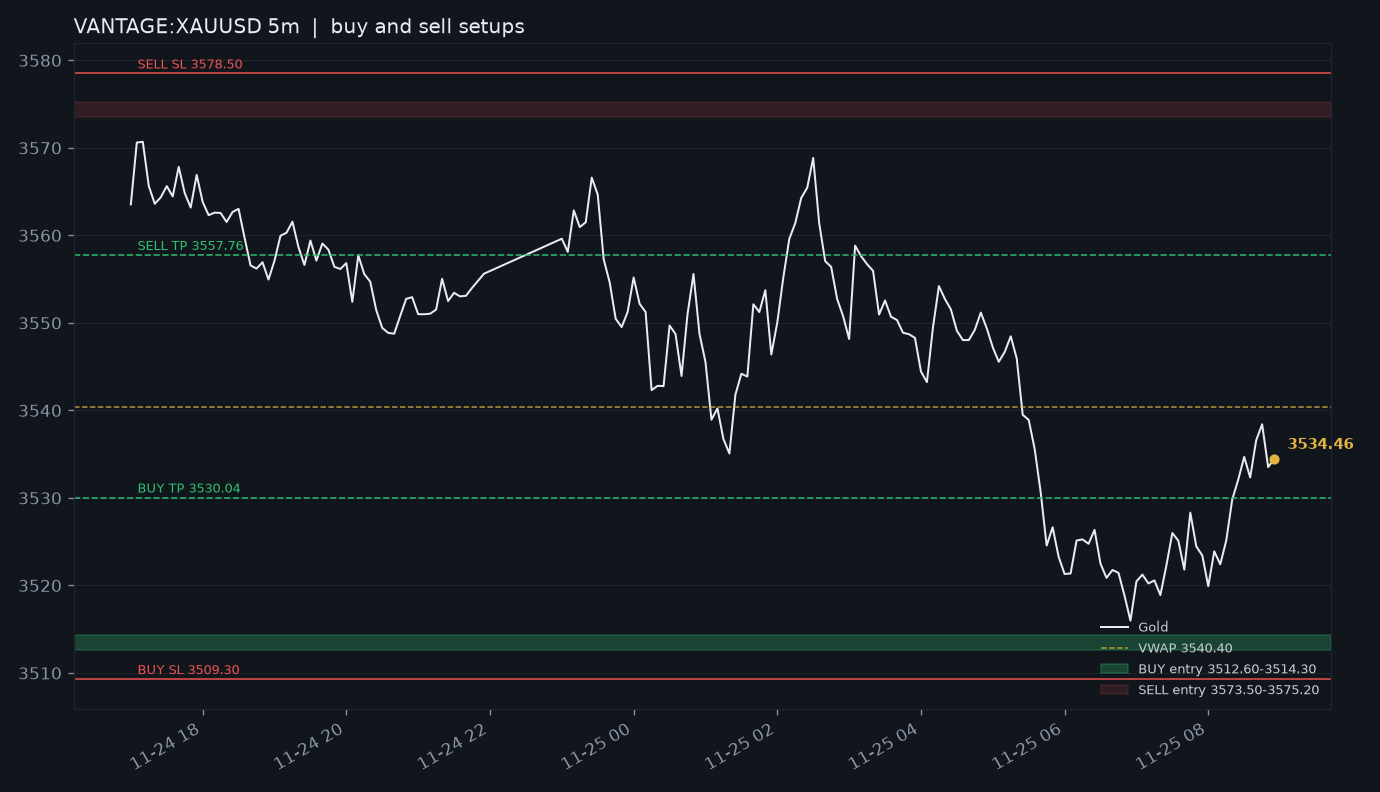 VANTAGE:XAUUSD 5m | buy and sell setups
3580
SELL SL 3578.50
3570
3560
SELL TP 3557.76
3550
3540
3534.46
3530
BUY TP 3530.04
3520
3510
BUY SL 3509.30
Gold
VWAP 3540.40
BUY entry 3512.60-3514.30
SELL entry 3573.50-3575.20
11-24 18
11-24 20
11-24 22
11-25 00
11-25 02
11-25 04
11-25 06
11-25 08